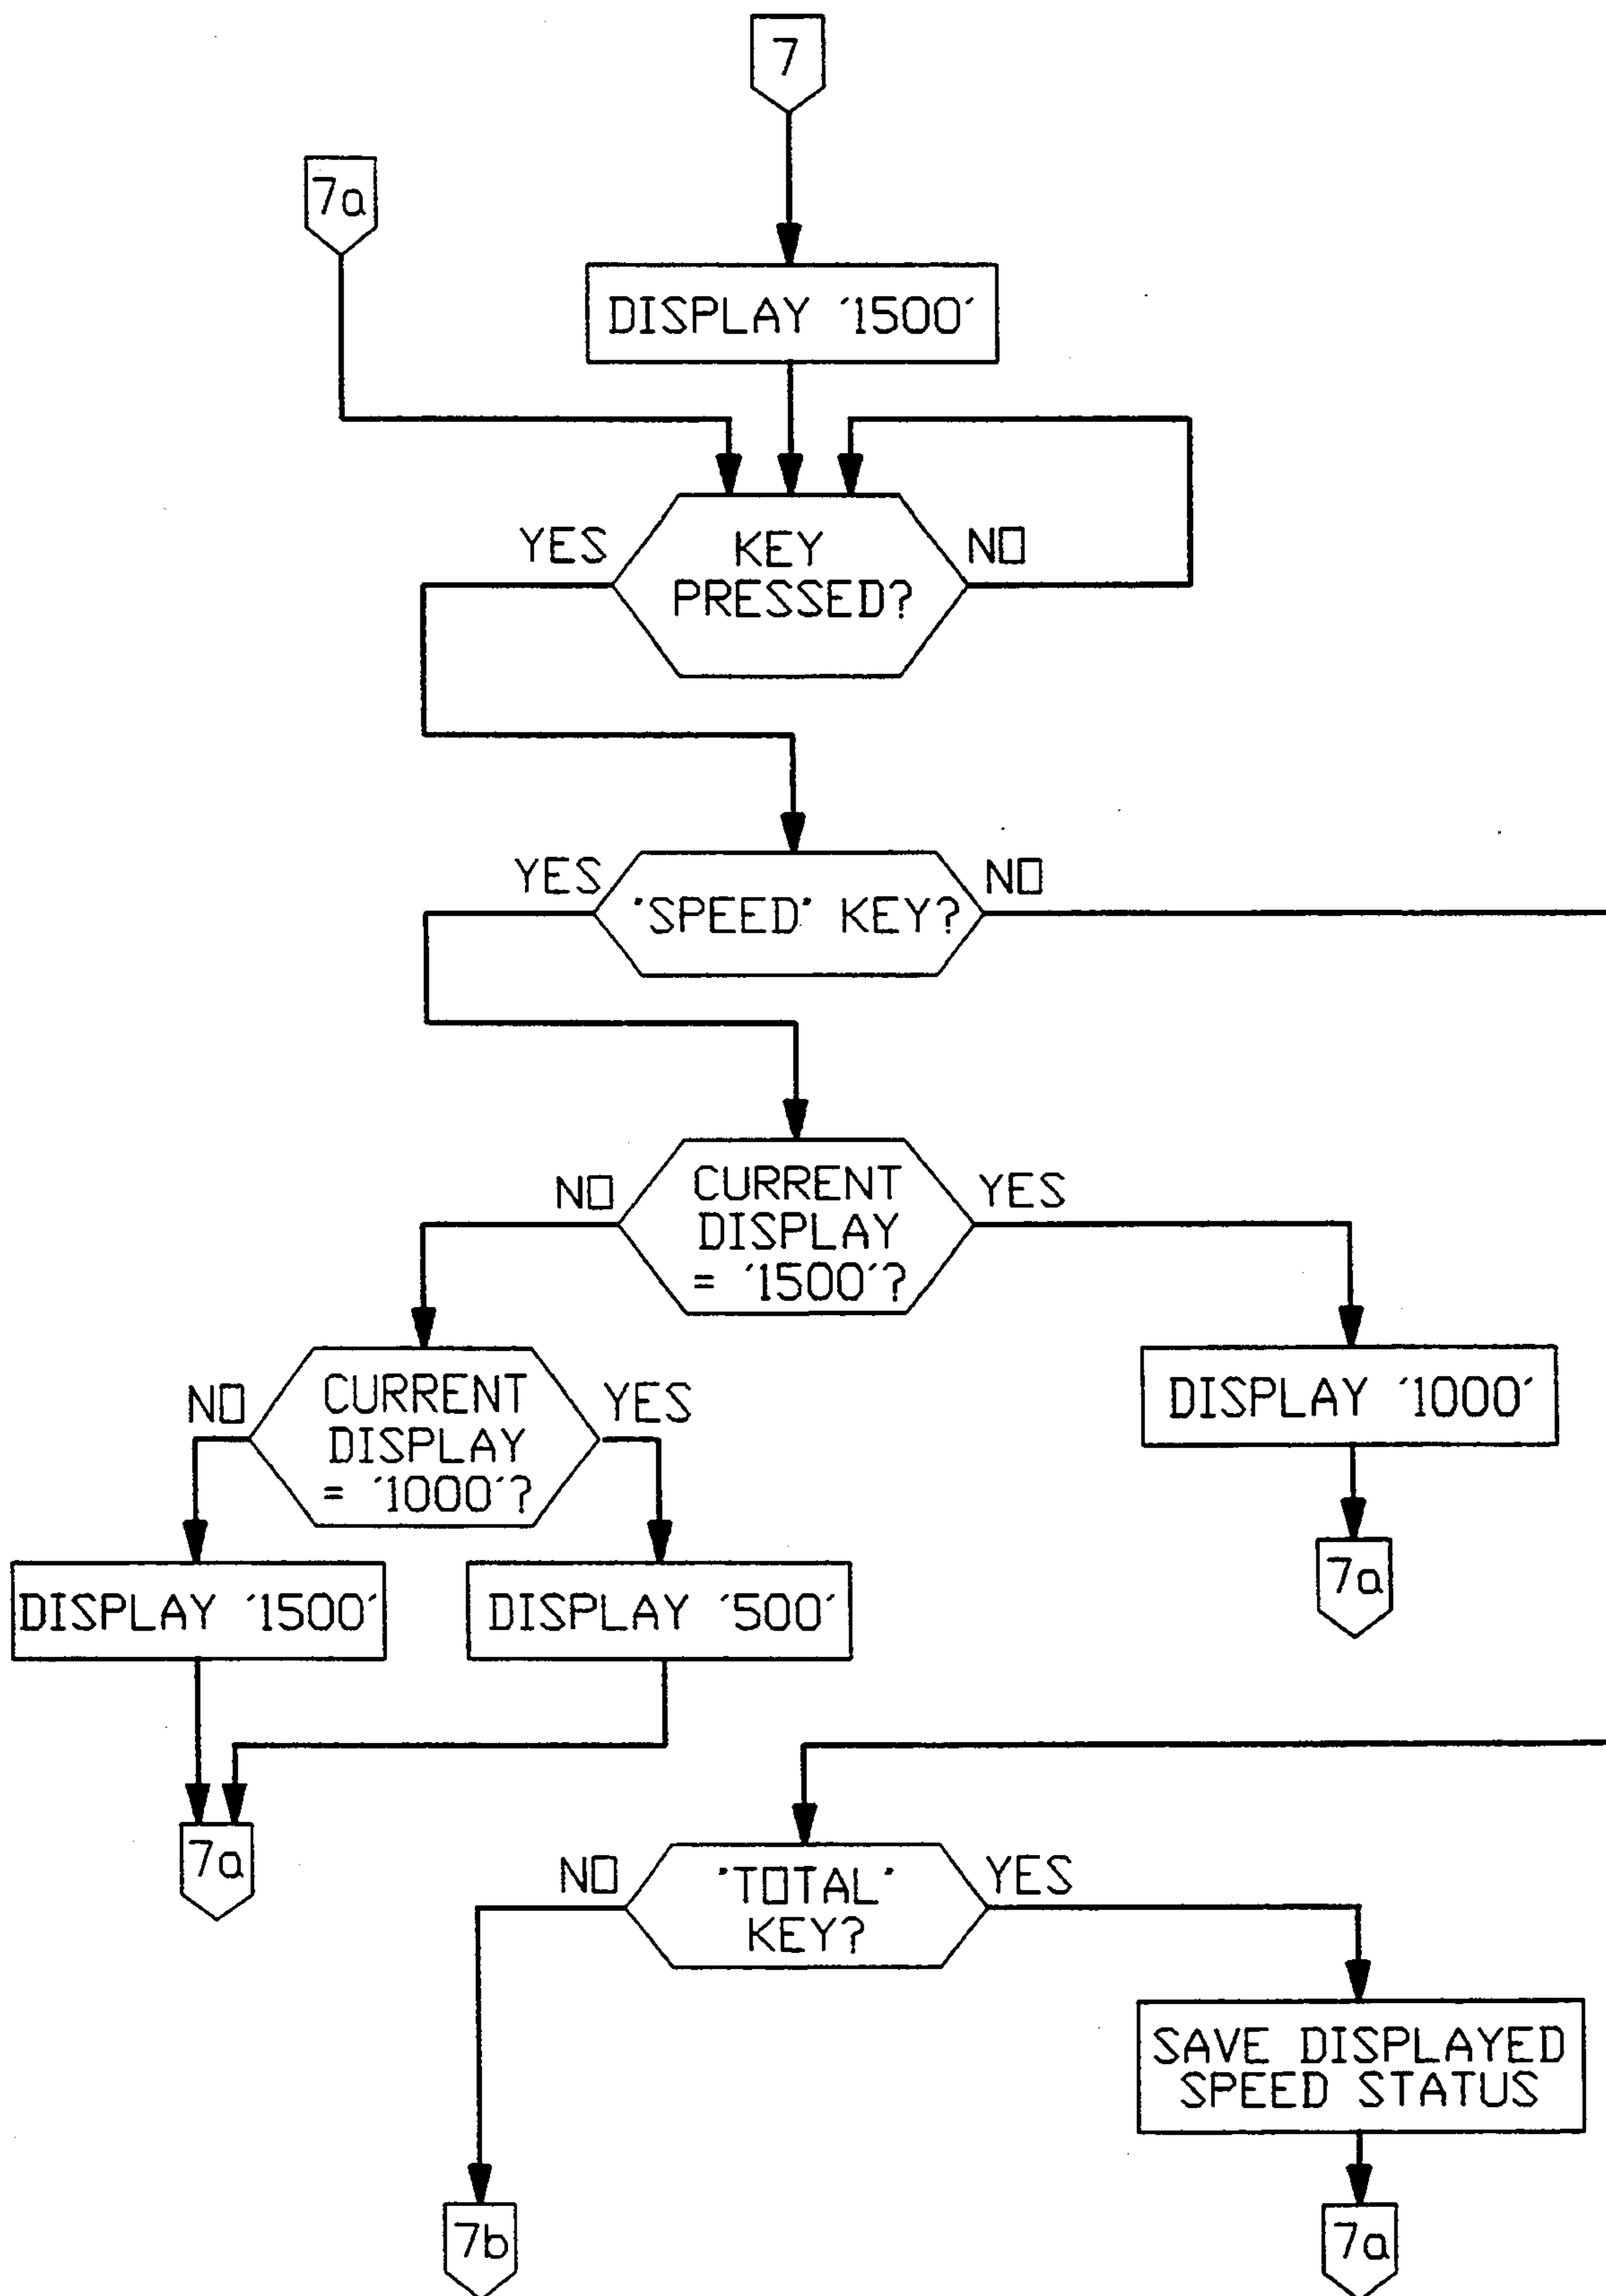 7
7a
DISPLAY '1500'
YES
KEY
PRESSED?
NO
YES
'SPEED' KEY?
NO
NO
CURRENT
DISPLAY
= '1500'?
YES
NO
CURRENT
DISPLAY
= '1000'?
YES
DISPLAY '1000'
7a
DISPLAY '1500'
DISPLAY '500'
7a
NO
'TOTAL'
KEY?
YES
SAVE DISPLAYED
SPEED STATUS
7b
7a